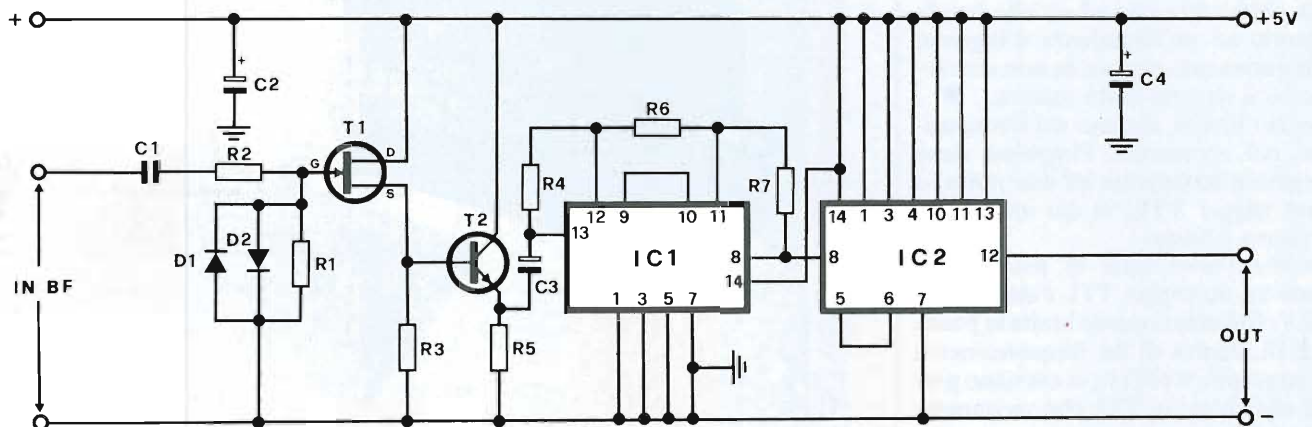 +
+5V
C2
C4
T1
R6
C1
R2
G
D
S
R4
R7
12
9
10
11
14
1
3
4
10
11
13
T2
13
D1
D2
R1
IC1
8
8
IC2
12
14
IN BF
C3
1
3
5
7
5
6
7
R3
R5
OUT
-